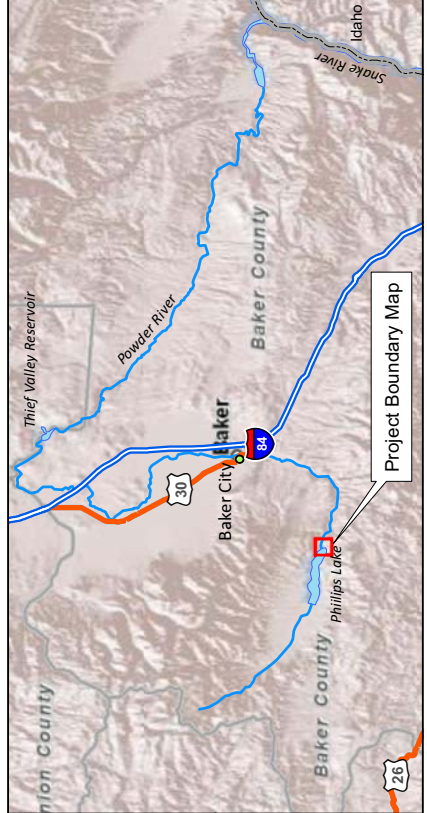 Thief Valley Reservoir
Powder River
Snake River
Idaho
Baker County
30
Baker City
Baker
84
Project Boundary Map
Phillips Lake
nion County
Baker County
26